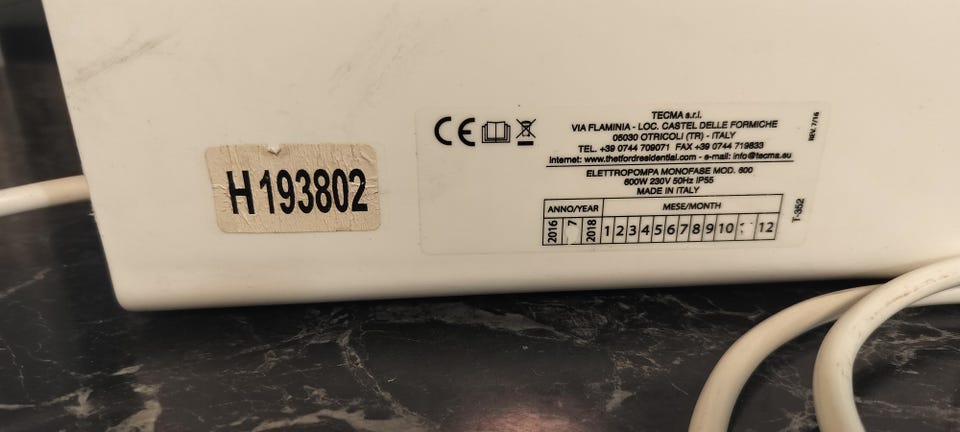 H 193802
CE
TECMA s.r.l.
VIA FLAMINIA - LOC. CASTEL DELLE FORMICHE
05030 OTRICOLI (TR) - ITALY
TEL. +39 0744 709071 FAX +39 0744 719833
Internet: www.thetfordresidential.com - e-mail: info@tecma.eu
ELETTROPOMPA MONOFASE MOD. 600
600W 230V 50Hz IP55
MADE IN ITALY
ANNO/YEAR MESE/MONTH
2016 7 2018 1 2 3 4 5 6 7 8 9 10 12
REV. 7/16
T-352